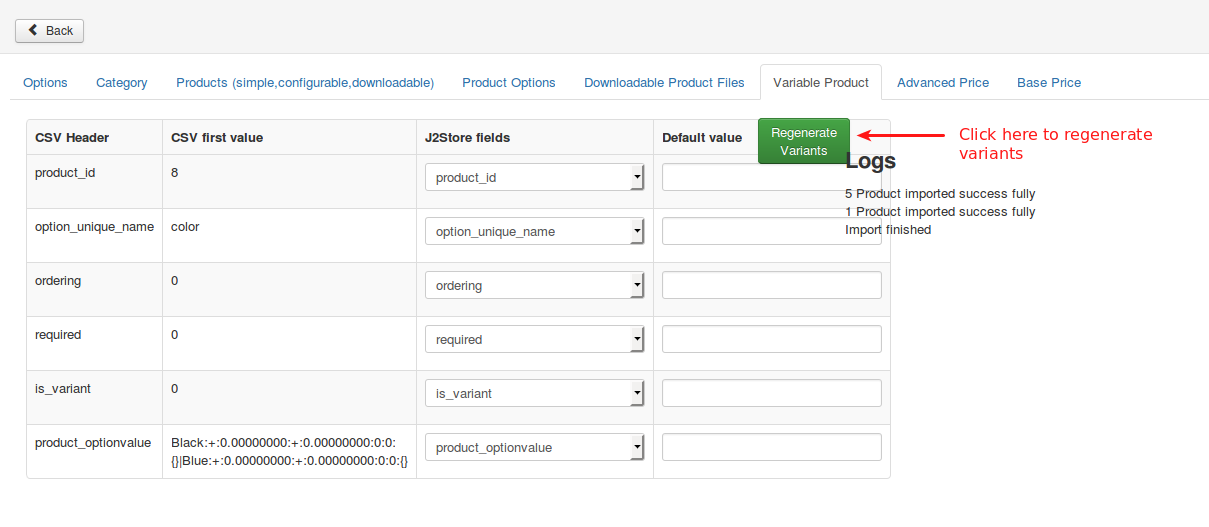 Back
Options Category Products (simple,configurable,downloadable) Product Options Downloadable Product Files Variable Product Advanced Price Base Price
CSV Header CSV first value J2Store fields Default value
Regenerate
Variants
Click here to regenerate
variants
Logs
5 Product imported success fully
1 Product imported success fully
Import finished
product_id 8 product_id
option_unique_name color option_unique_name
ordering 0 ordering
required 0 required
is_variant 0 is_variant
product_optionvalue Black:+:0.00000000:+:0.00000000:0:0: product_optionvalue
{}|Blue:+:0.00000000:+:0.00000000:0:0:{}